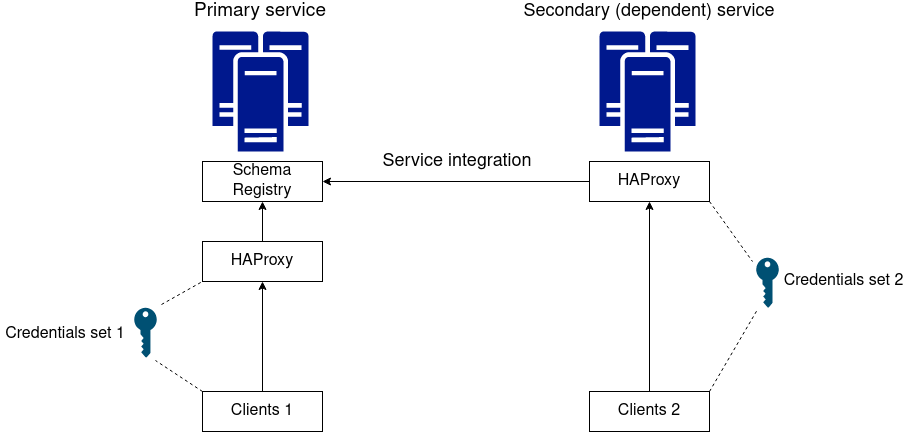 Primary service
Secondary (dependent) service
Service integration
Schema
Registry
HAProxy
HAProxy
Credentials set 2
Credentials set 1
Clients 1
Clients 2